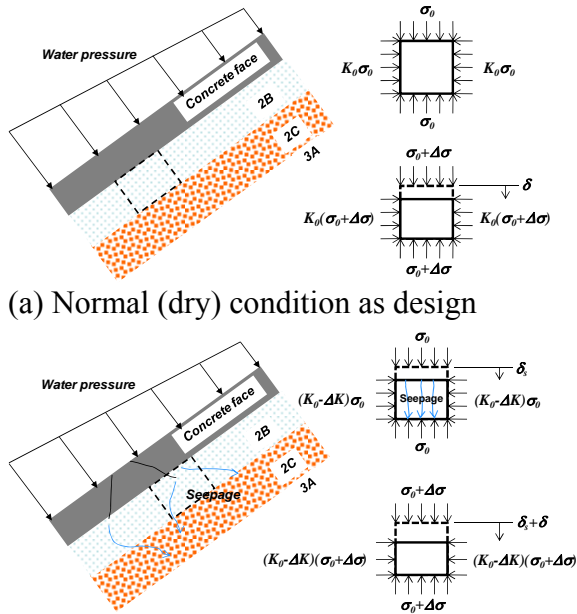 Water pressure
Concrete face
2B
2C
3A
σ₀
K₀σ₀ K₀σ₀
σ₀
σ₀+Δσ
δ
K₀(σ₀+Δσ) K₀(σ₀+Δσ)
σ₀+Δσ
(a) Normal (dry) condition as design
Water pressure
Concrete face
2B
2C
3A
Seepage
σ₀
δₛ
(K₀-ΔK)σ₀ Seepage (K₀-ΔK)σ₀
σ₀
σ₀+Δσ
δₛ+δ
(K₀-ΔK)(σ₀+Δσ) (K₀-ΔK)(σ₀+Δσ)
σ₀+Δσ